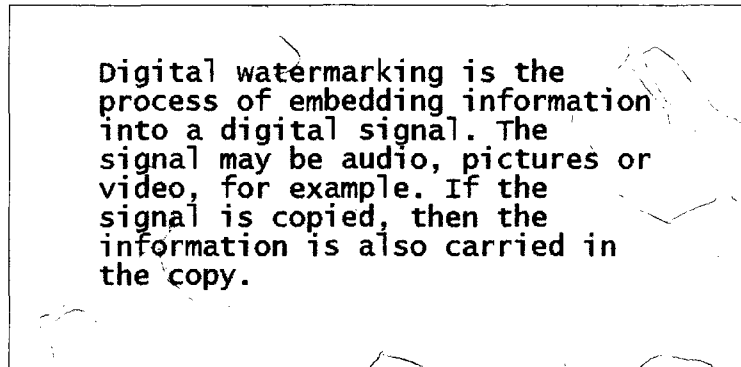 Digital watermarking is the
process of embedding information
into a digital signal. The
signal may be audio, pictures or
video, for example. If the
signal is copied, then the
information is also carried in
the copy.